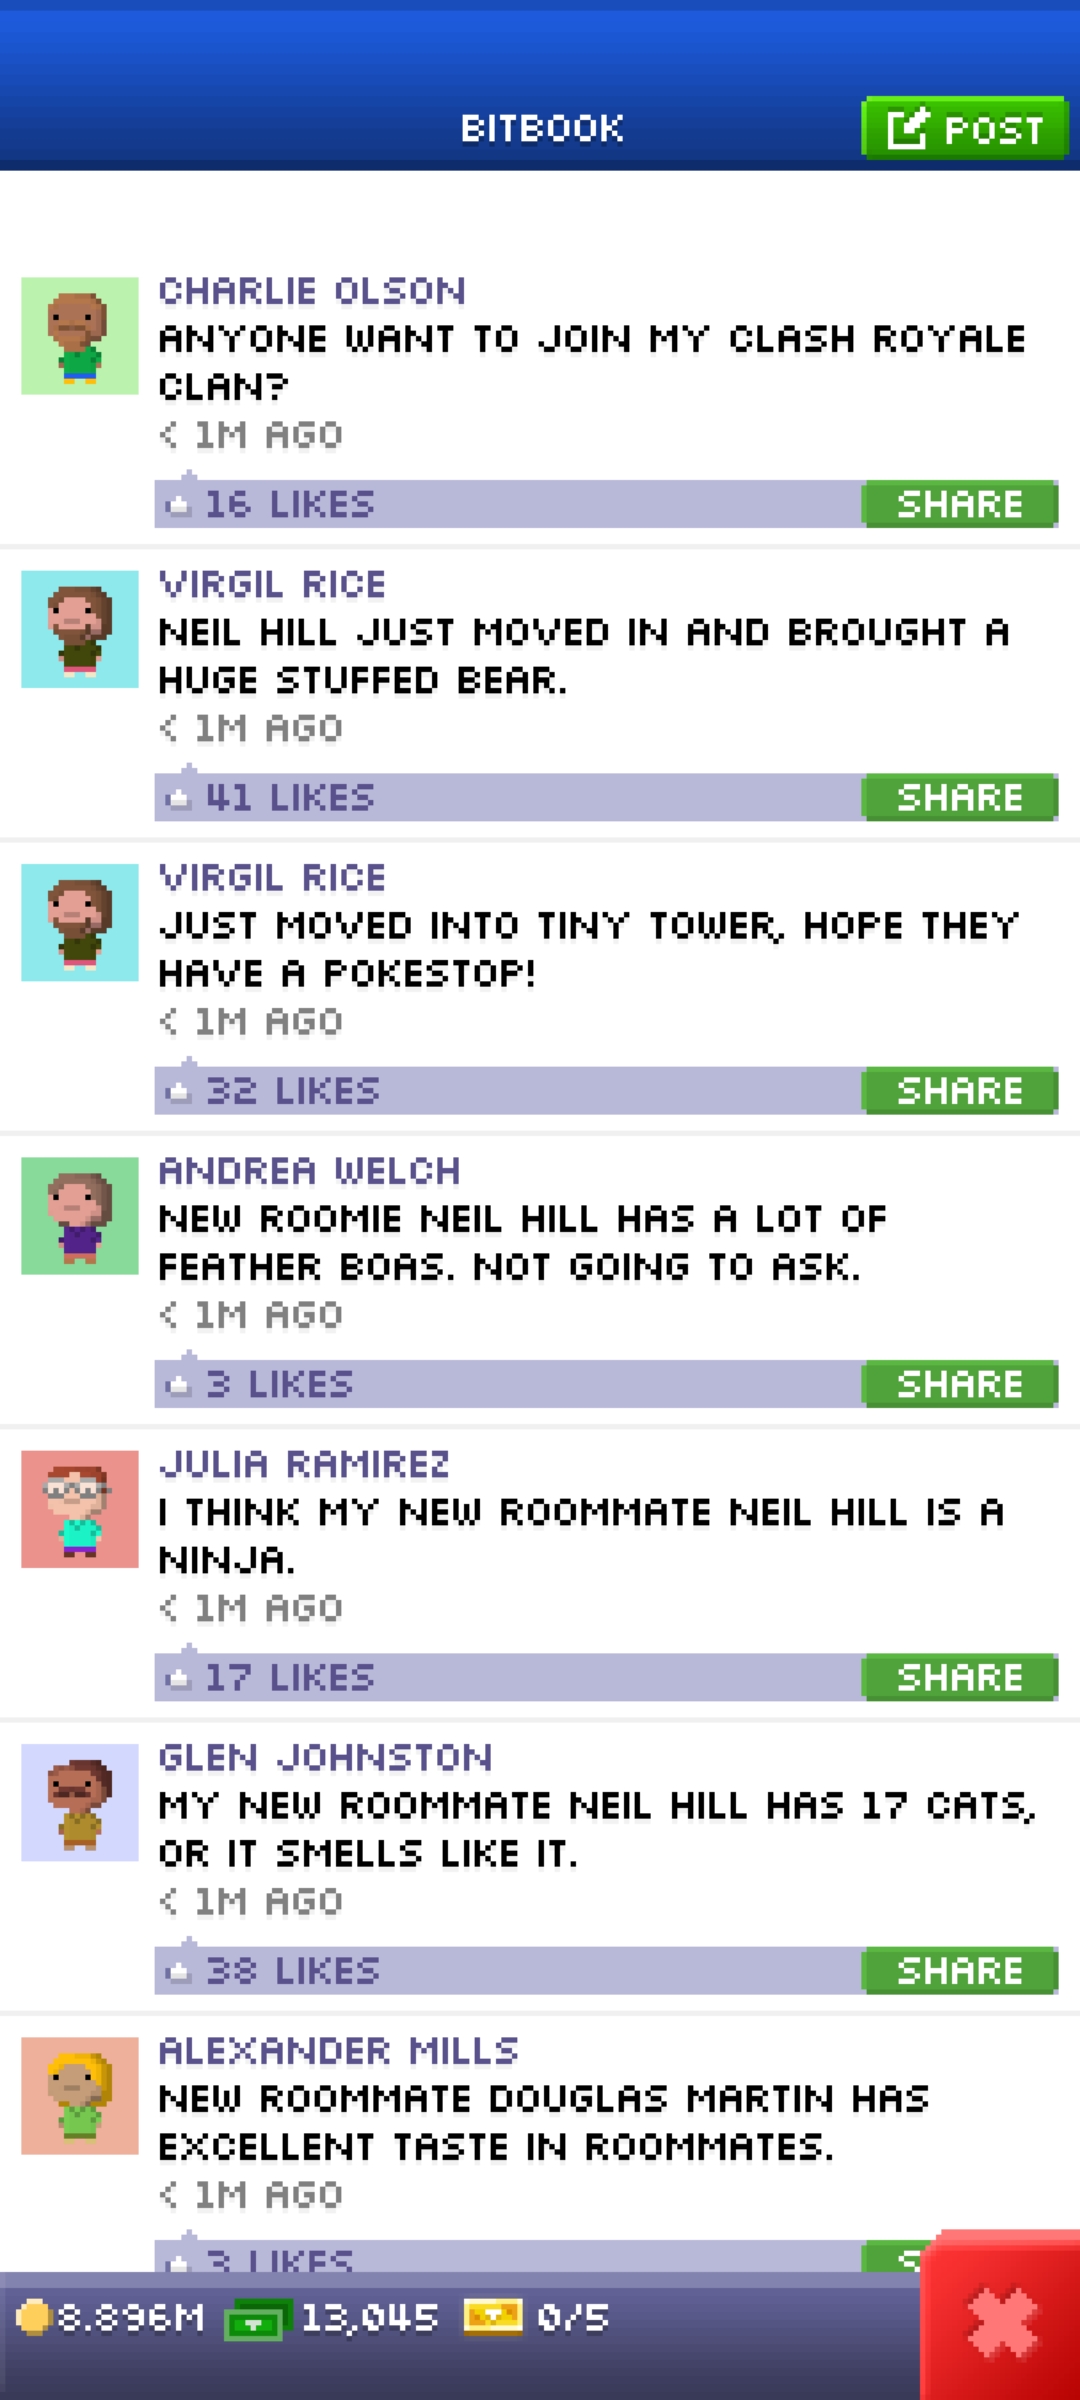 BITBOOK
POST
CHARLIE OLSON
ANYONE WANT TO JOIN MY CLASH ROYALE
CLAN?
< 1M AGO
16 LIKES
SHARE
VIRGIL RICE
NEIL HILL JUST MOVED IN AND BROUGHT A
HUGE STUFFED BEAR.
< 1M AGO
41 LIKES
SHARE
VIRGIL RICE
JUST MOVED INTO TINY TOWER, HOPE THEY
HAVE A POKESTOP!
< 1M AGO
32 LIKES
SHARE
ANDREA WELCH
NEW ROOMIE NEIL HILL HAS A LOT OF
FEATHER BOAS. NOT GOING TO ASK.
< 1M AGO
3 LIKES
SHARE
JULIA RAMIREZ
I THINK MY NEW ROOMMATE NEIL HILL IS A
NINJA.
< 1M AGO
17 LIKES
SHARE
GLEN JOHNSTON
MY NEW ROOMMATE NEIL HILL HAS 17 CATS,
OR IT SMELLS LIKE IT.
< 1M AGO
38 LIKES
SHARE
ALEXANDER MILLS
NEW ROOMMATE DOUGLAS MARTIN HAS
EXCELLENT TASTE IN ROOMMATES.
< 1M AGO
3 LIKES
8.896M 13,045 0/5